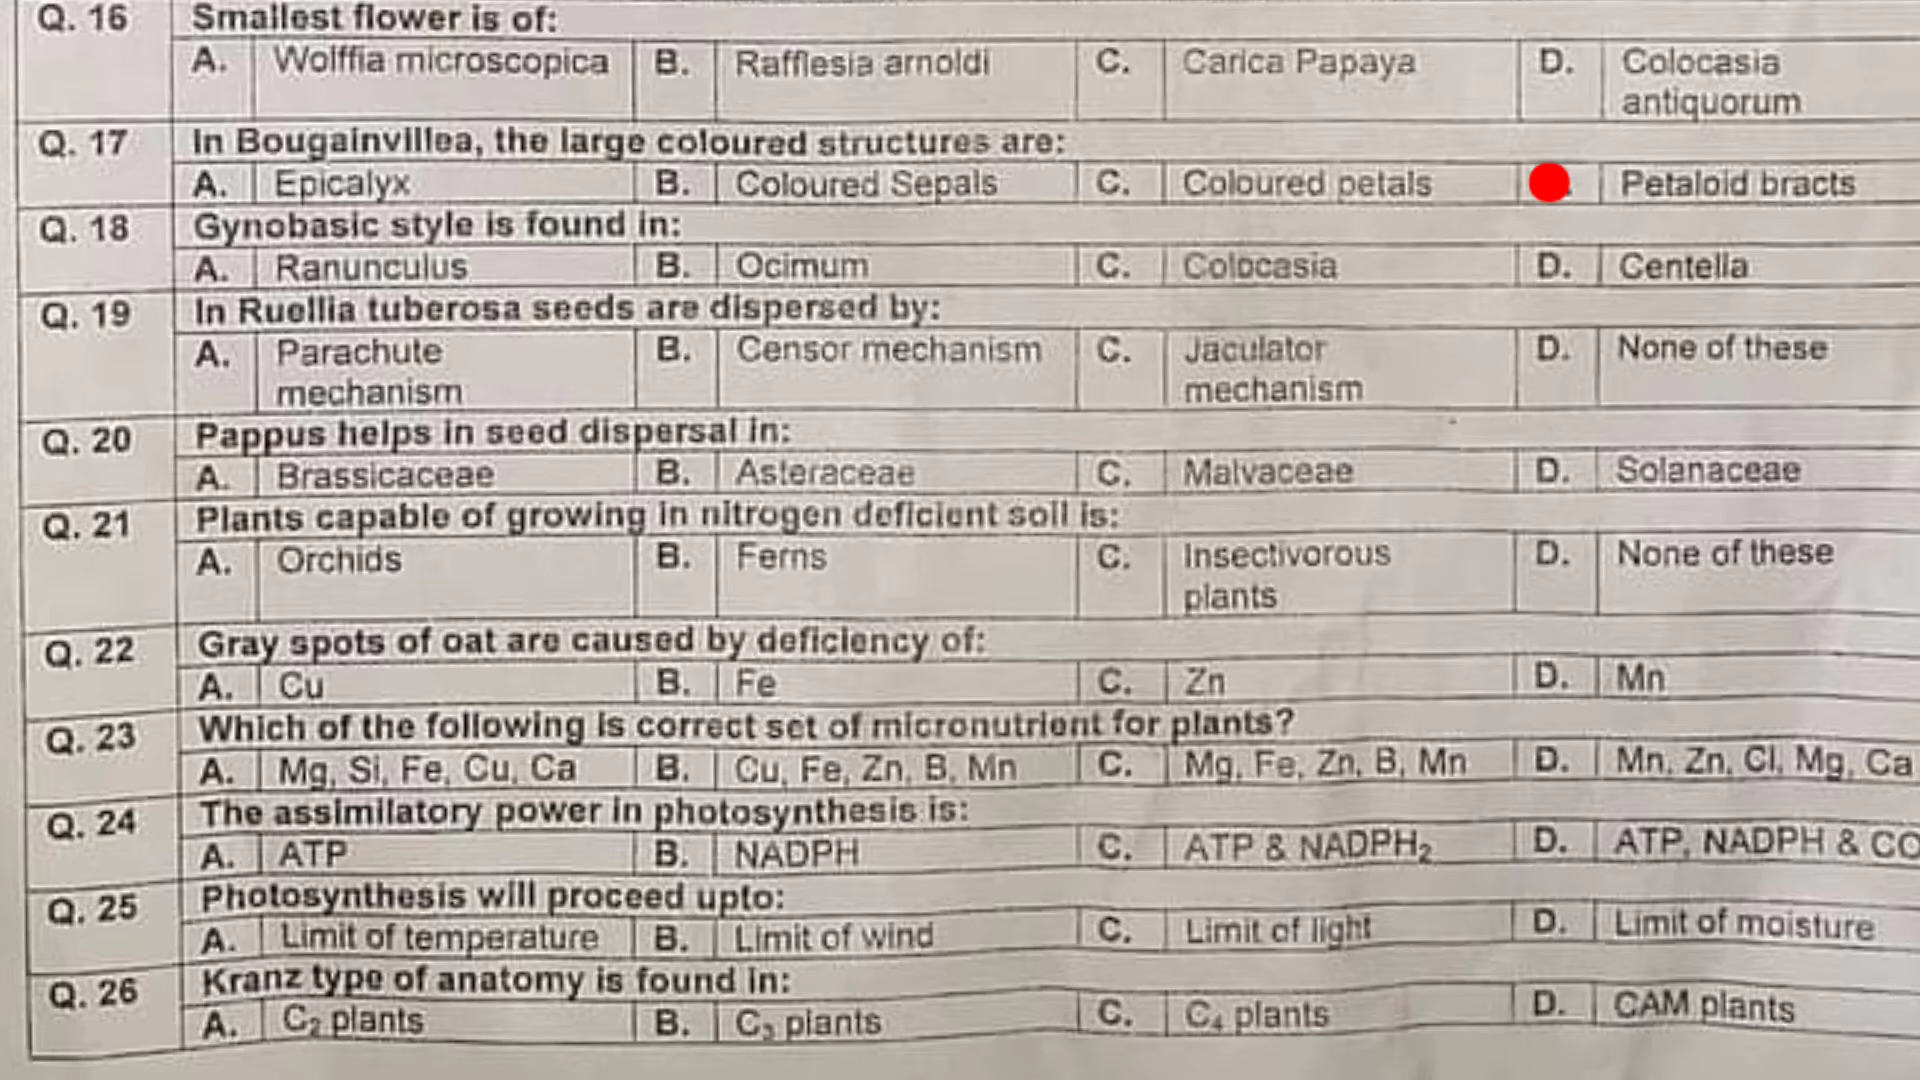 Q. 16 Smallest flower is of:
A. Wolffia microscopica B. Rafflesia arnoldi C. Carica Papaya D. Colocasia
antiquorum
Q. 17 In Bougainvillea, the large coloured structures are:
A. Epicalyx B. Coloured Sepals C. Coloured petals Petaloid bracts
Q. 18 Gynobasic style is found in:
A. Ranunculus B. Ocimum C. Colocasia D. Centella
Q. 19 In Ruellia tuberosa seeds are dispersed by:
A. Parachute B. Censor mechanism C. Jaculator D. None of these
mechanism mechanism
Q. 20 Pappus helps in seed dispersal in:
A. Brassicaceae B. Asteraceae C. Malvaceae D. Solanaceae
Q. 21 Plants capable of growing in nitrogen deficient soil is:
A. Orchids B. Ferns C. Insectivorous D. None of these
plants
Q. 22 Gray spots of oat are caused by deficiency of:
A. Cu B. Fe C. Zn D. Mn
Q. 23 Which of the following is correct set of micronutrient for plants?
A. Mg, Si, Fe, Cu, Ca B. Cu, Fe, Zn, B, Mn C. Mg, Fe, Zn, B, Mn D. Mn, Zn, Cl, Mg, Ca
Q. 24 The assimilatory power in photosynthesis is:
A. ATP B. NADPH C. ATP & NADPH₂ D. ATP, NADPH & CO
Q. 25 Photosynthesis will proceed upto:
A. Limit of temperature B. Limit of wind C. Limit of light D. Limit of moisture
Q. 26 Kranz type of anatomy is found in:
A. C₂ plants B. C₃ plants C. C₄ plants D. CAM plants